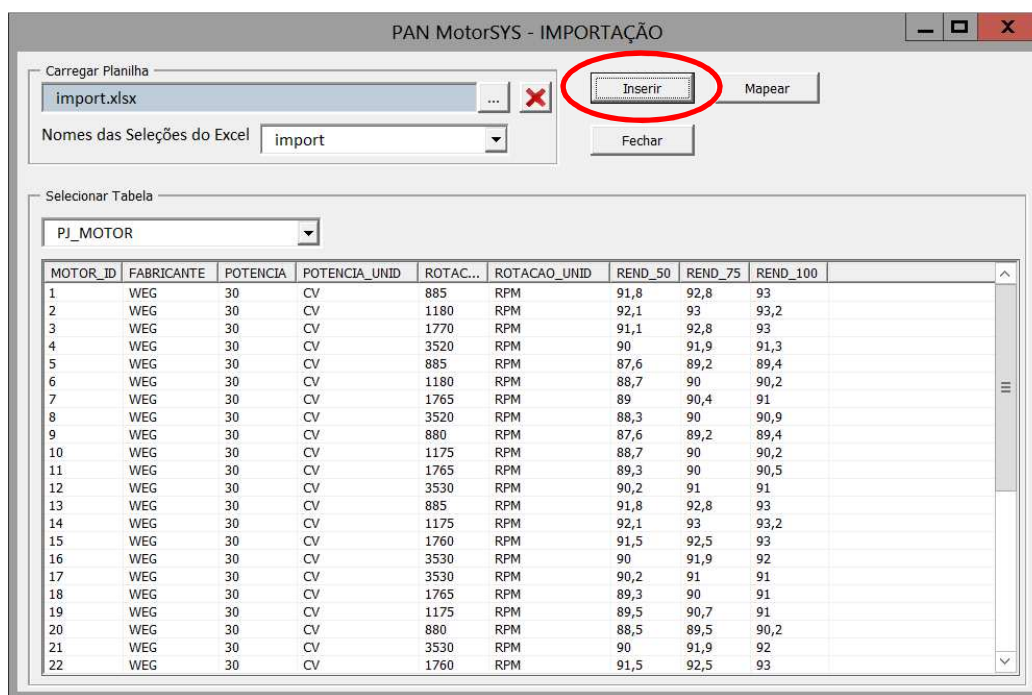 PAN MotorSYS - IMPORTAÇÃO
X
Carregar Planilha
import.xlsx
...
Inserir
Mapear
Nomes das Seleções do Excel
import
Fechar
Selecionar Tabela
PJ_MOTOR
MOTOR_ID FABRICANTE POTENCIA POTENCIA_UNID ROTAC... ROTACAO_UNID REND_50 REND_75 REND_100
1 WEG 30 CV 885 RPM 91,8 92,8 93
2 WEG 30 CV 1180 RPM 92,1 93 93,2
3 WEG 30 CV 1770 RPM 91,1 92,8 93
4 WEG 30 CV 3520 RPM 90 91,9 91,3
5 WEG 30 CV 885 RPM 87,6 89,2 89,4
6 WEG 30 CV 1180 RPM 88,7 90 90,2
7 WEG 30 CV 1765 RPM 89 90,4 91
8 WEG 30 CV 3520 RPM 88,3 90 90,9
9 WEG 30 CV 880 RPM 87,6 89,2 89,4
10 WEG 30 CV 1175 RPM 88,7 90 90,2
11 WEG 30 CV 1765 RPM 89,3 90 90,5
12 WEG 30 CV 3530 RPM 90,2 91 91
13 WEG 30 CV 885 RPM 91,8 92,8 93
14 WEG 30 CV 1175 RPM 92,1 93 93,2
15 WEG 30 CV 1760 RPM 91,5 92,5 93
16 WEG 30 CV 3530 RPM 90 91,9 92
17 WEG 30 CV 3530 RPM 90,2 91 91
18 WEG 30 CV 1765 RPM 89,3 90 91
19 WEG 30 CV 1175 RPM 89,5 90,7 91
20 WEG 30 CV 880 RPM 88,5 89,5 90,2
21 WEG 30 CV 3530 RPM 90 91,9 92
22 WEG 30 CV 1760 RPM 91,5 92,5 93